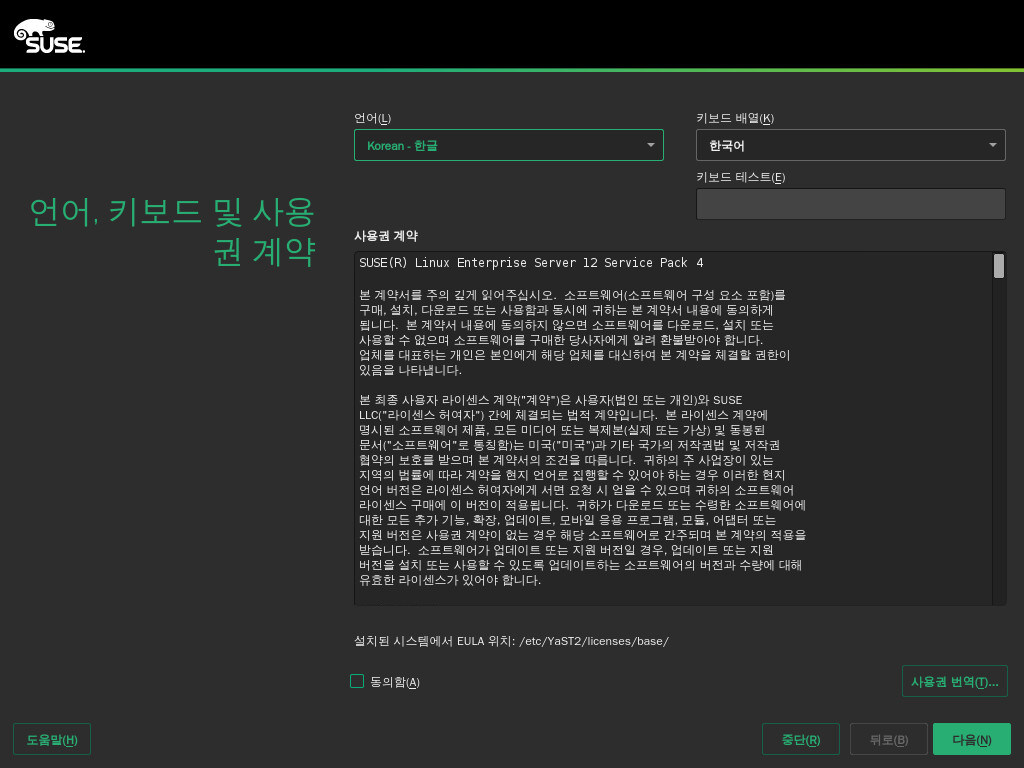 SUSE.
언어(L)
키보드 배열(K)
Korean - 한글
한국어
키보드 테스트(E)
언어, 키보드 및 사용
권 계약
사용권 계약
SUSE(R) Linux Enterprise Server 12 Service Pack 4
본 계약서를 주의 깊게 읽어주십시오. 소프트웨어(소프트웨어 구성 요소 포함)를
구매, 설치, 다운로드 또는 사용함과 동시에 귀하는 본 계약서 내용에 동의하게
됩니다. 본 계약서 내용에 동의하지 않으면 소프트웨어를 다운로드, 설치 또는
사용할 수 없으며 소프트웨어를 구매한 당사자에게 알려 환불받아야 합니다.
업체를 대표하는 개인은 본인에게 해당 업체를 대신하여 본 계약을 체결할 권한이
있음을 나타냅니다.
본 최종 사용자 라이센스 계약("계약")은 사용자(법인 또는 개인)와 SUSE
LLC("라이센스 허여자") 간에 체결되는 법적 계약입니다. 본 라이센스 계약에
명시된 소프트웨어 제품, 모든 미디어 또는 복제본(실제 또는 가상) 및 동봉된
문서("소프트웨어"로 통칭함)는 미국("미국")과 기타 국가의 저작권법 및 저작권
협약의 보호를 받으며 본 계약서의 조건을 따릅니다. 귀하의 주 사업장이 있는
지역의 법률에 따라 계약을 현지 언어로 집행할 수 있어야 하는 경우 이러한 현지
언어 버전은 라이센스 허여자에게 서면 요청 시 얻을 수 있으며 귀하의 소프트웨어
라이센스 구매에 이 버전이 적용됩니다. 귀하가 다운로드 또는 수령한 소프트웨어에
대한 모든 추가 기능, 확장, 업데이트, 모바일 응용 프로그램, 모듈, 어댑터 또는
지원 버전은 사용권 계약이 없는 경우 해당 소프트웨어로 간주되며 본 계약의 적용을
받습니다. 소프트웨어가 업데이트 또는 지원 버전일 경우, 업데이트 또는 지원
버전을 설치 또는 사용할 수 있도록 업데이트하는 소프트웨어의 버전과 수량에 대해
유효한 라이센스가 있어야 합니다.
설치된 시스템에서 EULA 위치: /etc/YaST2/licenses/base/
동의함(A)
사용권 번역(T)...
도움말(H)
중단(R)
뒤로(B)
다음(N)